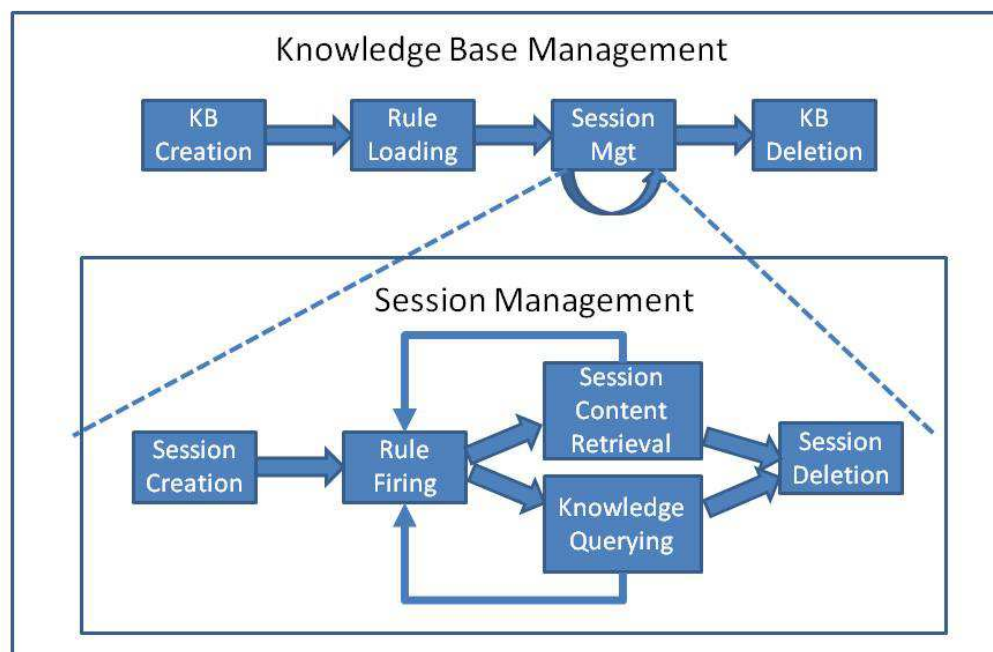 Knowledge Base Management
KB
Creation
Rule
Loading
Session
Mgt
KB
Deletion
Session Management
Session
Creation
Rule
Firing
Session
Content
Retrieval
Knowledge
Querying
Session
Deletion